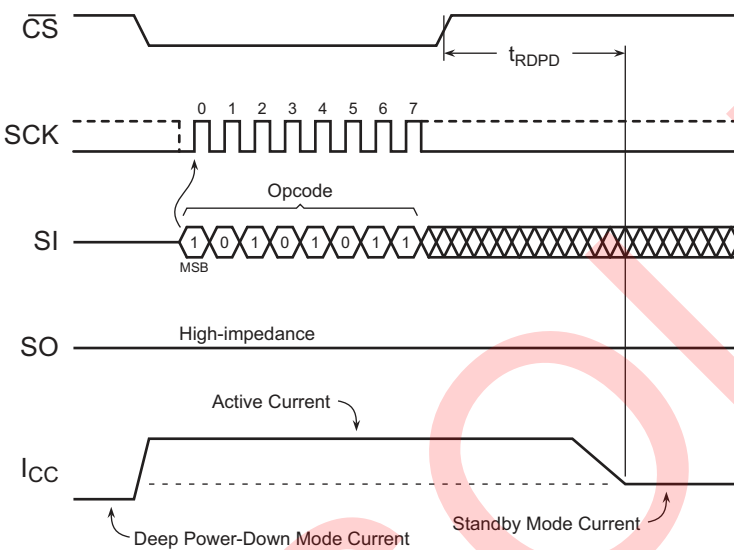 CS
tRDPD
0 1 2 3 4 5 6 7
SCK
Opcode
SI
1 0 1 0 1 0 1 1
MSB
High-impedance
SO
Active Current
ICC
Standby Mode Current
Deep Power-Down Mode Current